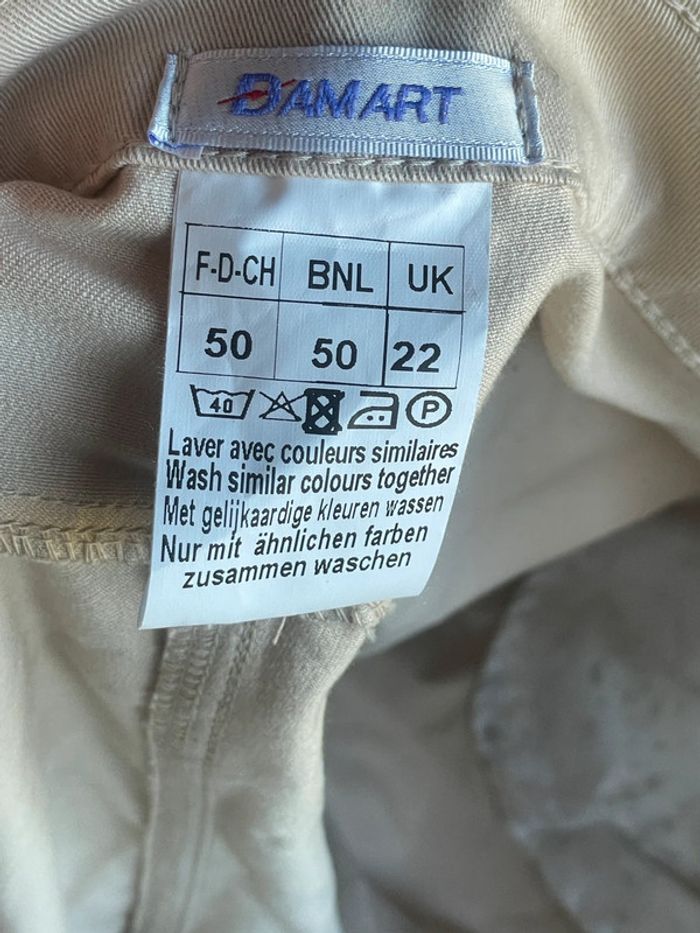 DAMART
F-D-CH BNL UK
50 50 22
40 P
Laver avec couleurs similaires
Wash similar colours together
Met gelijkaardige kleuren wassen
Nur mit ähnlichen farben
zusammen waschen